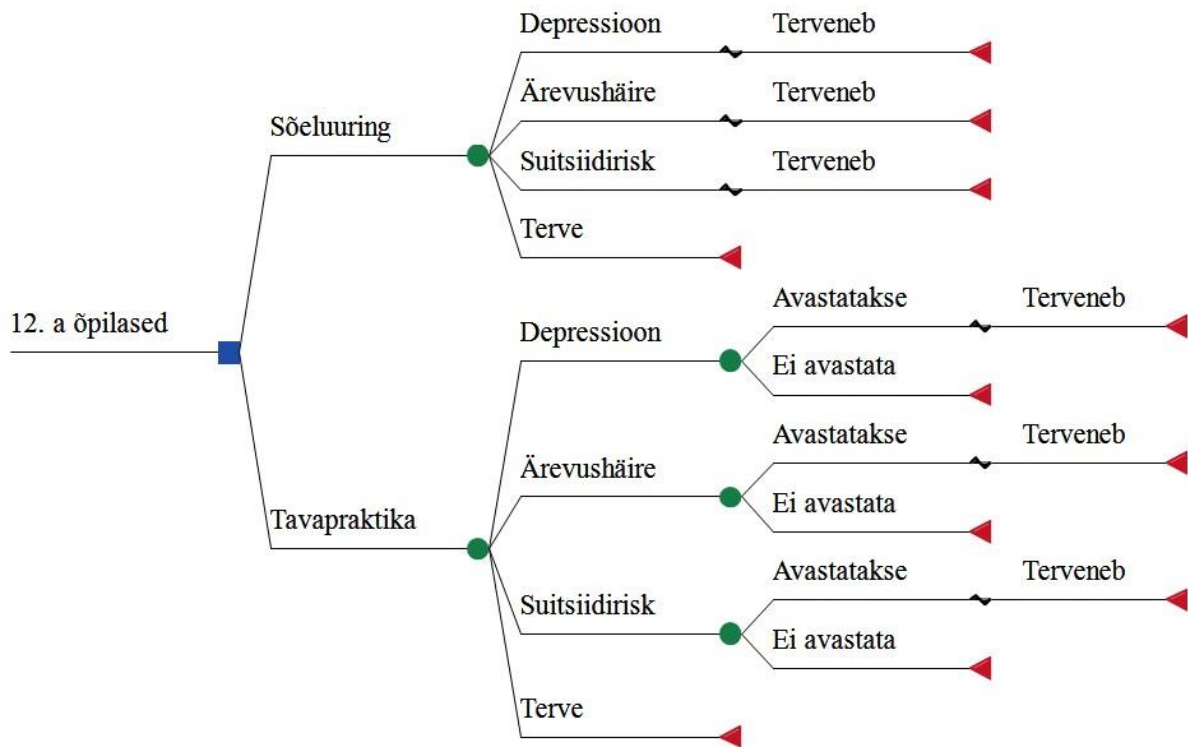 Depressioon
Terveneb
Ärevushäire
Terveneb
Sõeluuring
Suitsiidirisk
Terveneb
Terve
12. a õpilased
Depressioon
Avastatakse
Terveneb
Ei avastata
Ärevushäire
Avastatakse
Terveneb
Ei avastata
Tavapraktika
Suitsiidirisk
Avastatakse
Terveneb
Ei avastata
Terve